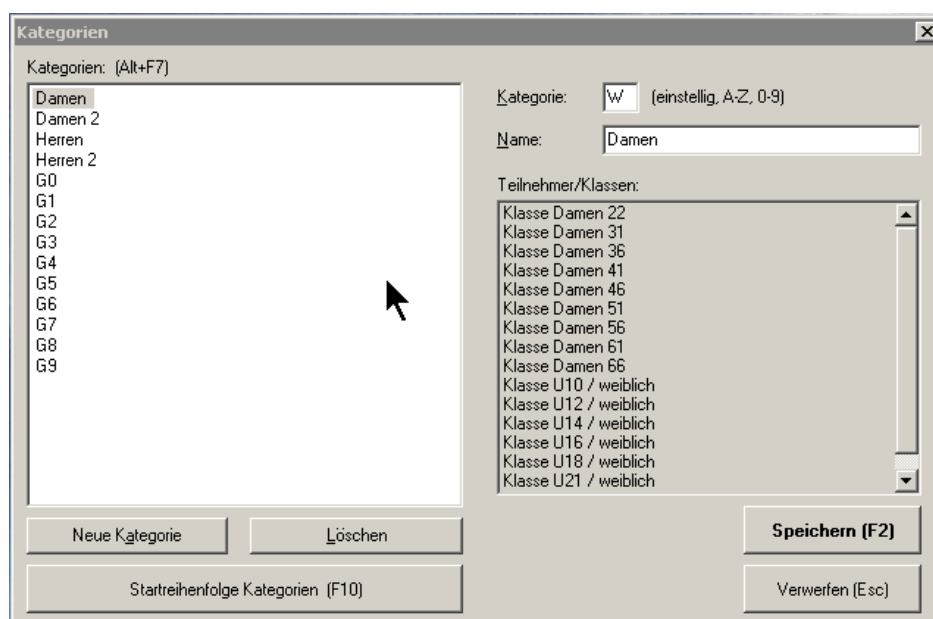 Kategorien
Kategorien: (Alt+F7)
Damen
Damen 2
Herren
Herren 2
G0
G1
G2
G3
G4
G5
G6
G7
G8
G9
Neue Kategorie
Löschen
Startreihenfolge Kategorien (F10)
Kategorie: W (einstellig, A-Z, 0-9)
Name: Damen
Teilnehmer/Klassen:
Klasse Damen 22
Klasse Damen 31
Klasse Damen 36
Klasse Damen 41
Klasse Damen 46
Klasse Damen 51
Klasse Damen 56
Klasse Damen 61
Klasse Damen 66
Klasse U10 / weiblich
Klasse U12 / weiblich
Klasse U14 / weiblich
Klasse U16 / weiblich
Klasse U18 / weiblich
Klasse U21 / weiblich
Speichern (F2)
Verwerfen (Esc)